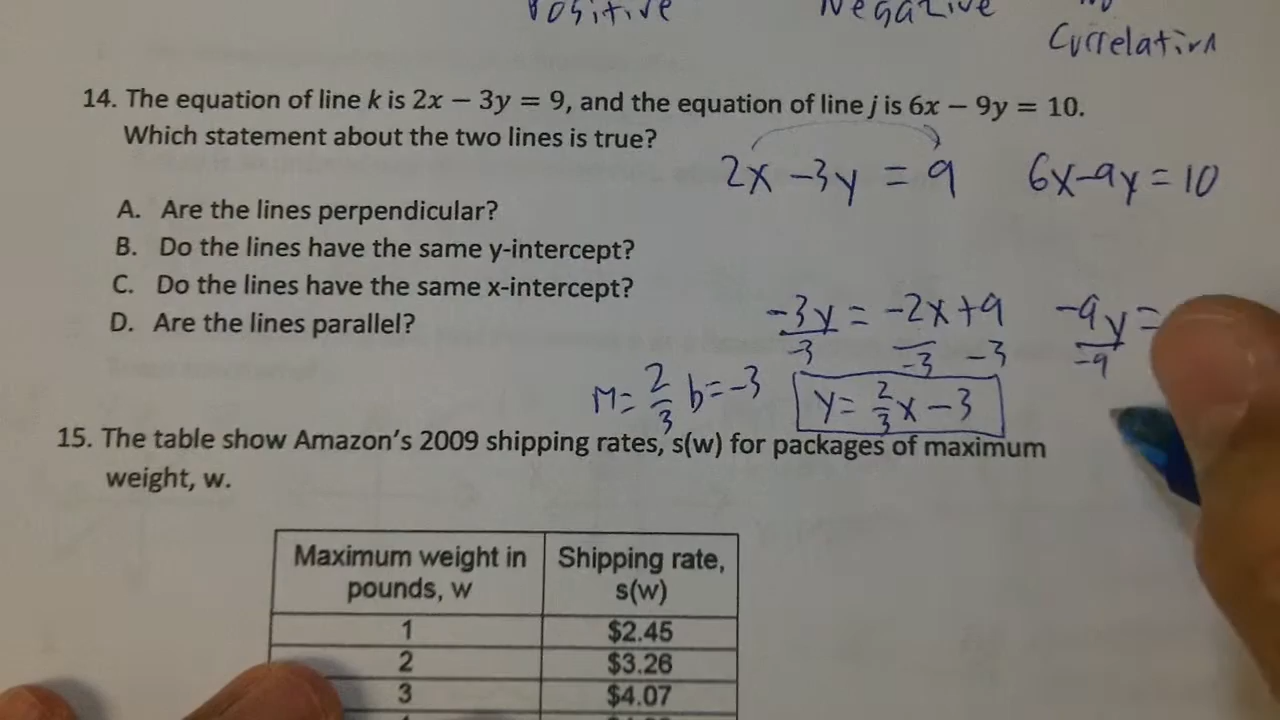 Positive Negative
Correlation
14. The equation of line k is 2x − 3y = 9, and the equation of line j is 6x − 9y = 10.
Which statement about the two lines is true?
2x -3y = 9 6x-9y = 10
A. Are the lines perpendicular?
B. Do the lines have the same y-intercept?
C. Do the lines have the same x-intercept?
D. Are the lines parallel?
-3y = -2x+9 -9y =
-3 -3 -3 -9
M= 2/3 b=-3 y= 2/3x-3
15. The table show Amazon's 2009 shipping rates, s(w) for packages of maximum
weight, w.
Maximum weight in pounds, w Shipping rate, s(w)
1 $2.45
2 $3.26
3 $4.07